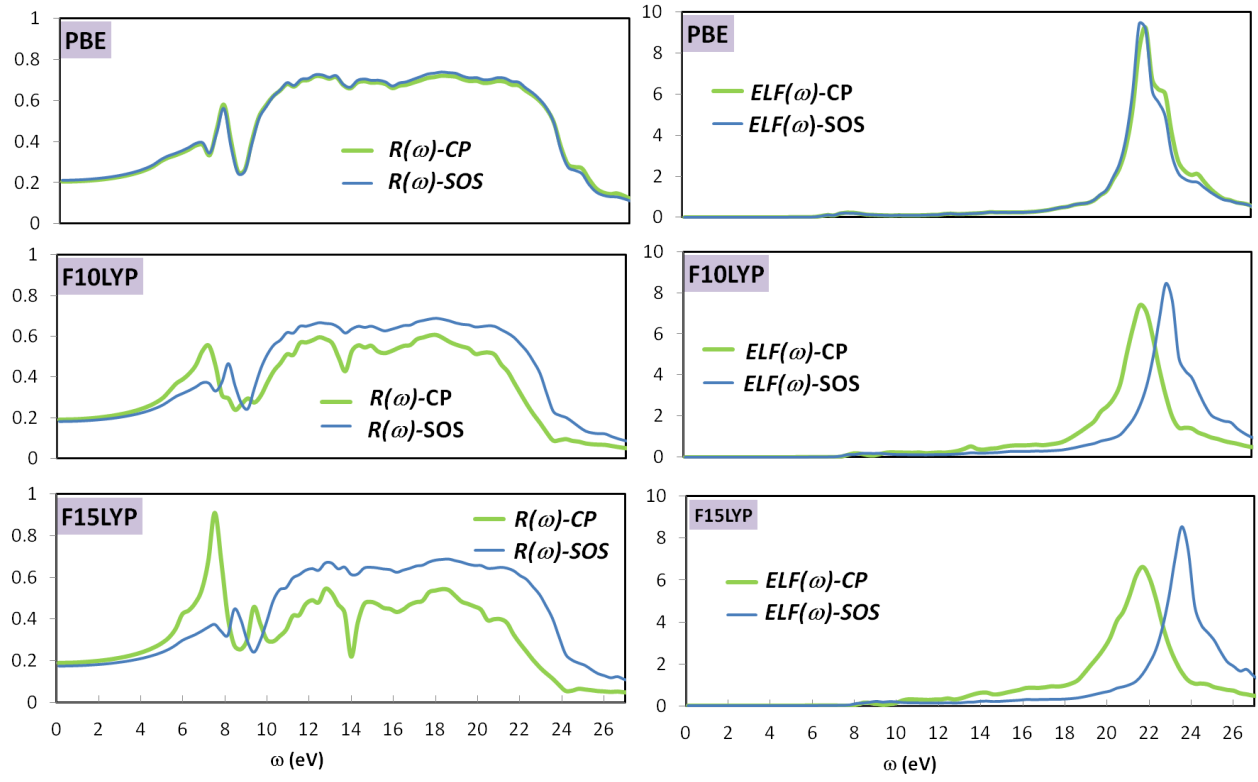 1
0.8
0.6
0.4
0.2
0
PBE
R(ω)-CP
R(ω)-SOS
10
8
6
4
2
0
PBE
ELF(ω)-CP
ELF(ω)-SOS
1
0.8
0.6
0.4
0.2
0
F10LYP
R(ω)-CP
R(ω)-SOS
10
8
6
4
2
0
F10LYP
ELF(ω)-CP
ELF(ω)-SOS
1
0.8
0.6
0.4
0.2
0
F15LYP
R(ω)-CP
R(ω)-SOS
0 2 4 6 8 10 12 14 16 18 20 22 24 26
ω (eV)
10
8
6
4
2
0
F15LYP
ELF(ω)-CP
ELF(ω)-SOS
0 2 4 6 8 10 12 14 16 18 20 22 24 26
ω (eV)